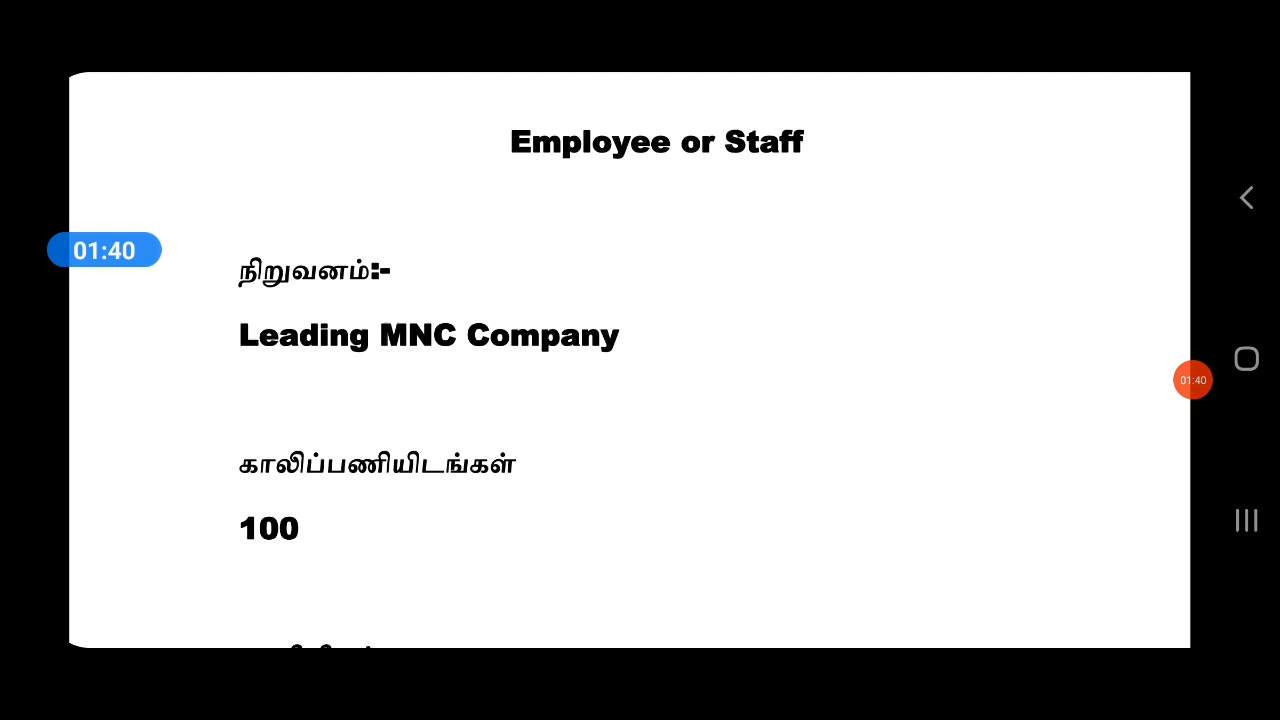 Employee or Staff
01:40
நிறுவனம்:-
Leading MNC Company
01:40
காலிப்பணியிடங்கள்
100